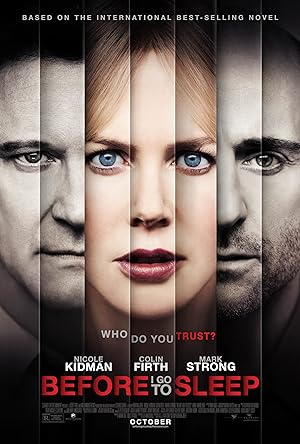 BASED ON THE INTERNATIONAL BEST-SELLING NOVEL
WHO DO YOU TRUST?
NICOLE KIDMAN
COLIN FIRTH
MARK STRONG
BEFORE I GO TO SLEEP
OCTOBER